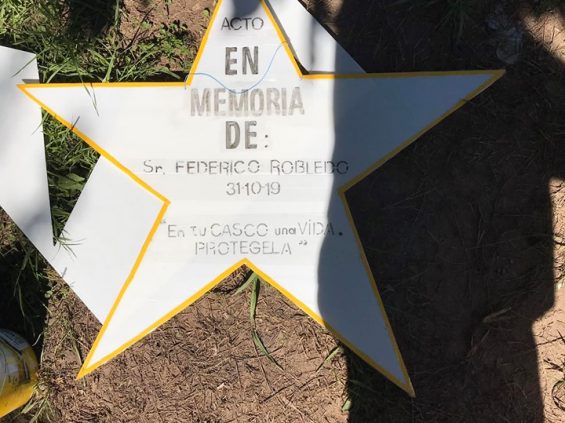 ACTO
EN
MEMORIA
DE:
Sr. FEDERICO ROBLEDO
31-10-19
"En tu CASCO una VIDA.
PROTEGELA"